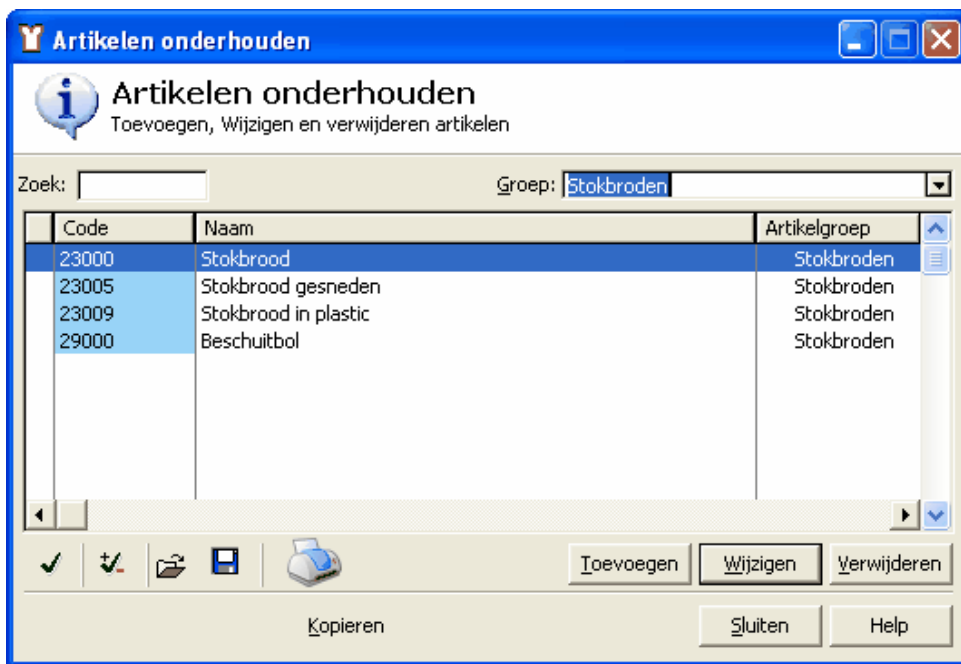 Artikelen onderhouden
Artikelen onderhouden
Toevoegen, Wijzigen en verwijderen artikelen
Zoek: Groep: Stokbroden
Code Naam Artikelgroep
23000 Stokbrood Stokbroden
23005 Stokbrood gesneden Stokbroden
23009 Stokbrood in plastic Stokbroden
29000 Beschuitbol Stokbroden
Toevoegen Wijzigen Verwijderen
Kopieren Sluiten Help